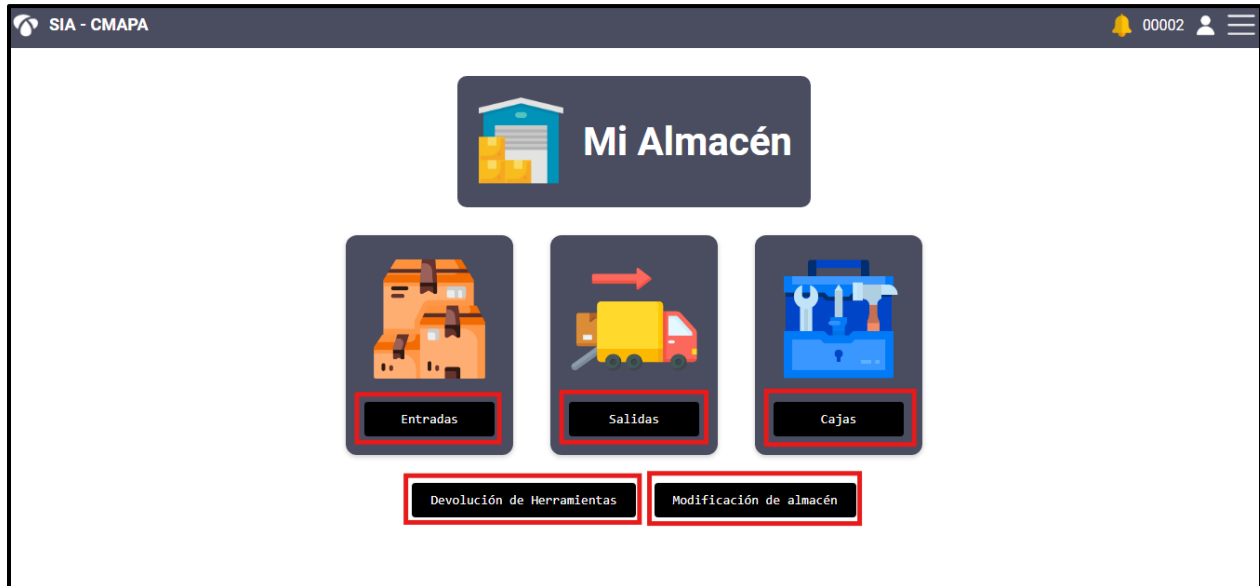 SIA - CMAPA
00002
Mi Almacén
Entradas
Salidas
Cajas
Devolución de Herramientas
Modificación de almacén